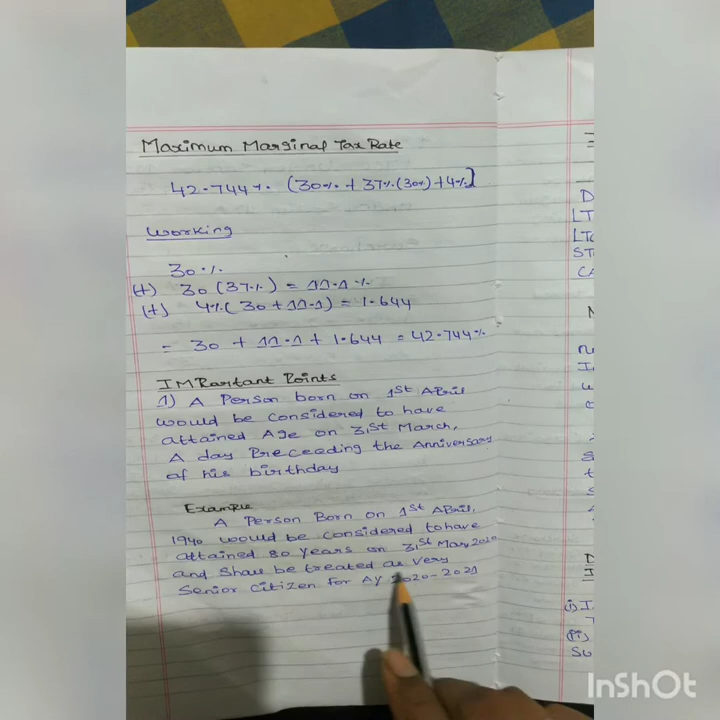 Maximum Marginal Tax Rate
42.744%. (30% + 37%(30%) + 4%]
Working
30%
(+) 30 (37%) = 11.1%
(+) 4%(30 + 11.1) = 1.644
= 30 + 11.1 + 1.644 = 42.744%
IMPortant Points
1) A Person born on 1st April
would be considered to have
attained Age on 31st March,
A day Preceeding the Anniversary
of his birthday
Example
A Person Born on 1st April,
1940 would be considered to have
attained 80 years on 31st Mar, 2020
and shall be treated as very
Senior Citizen for AY 2020-2021
D
LT
STC
CA
InShOt